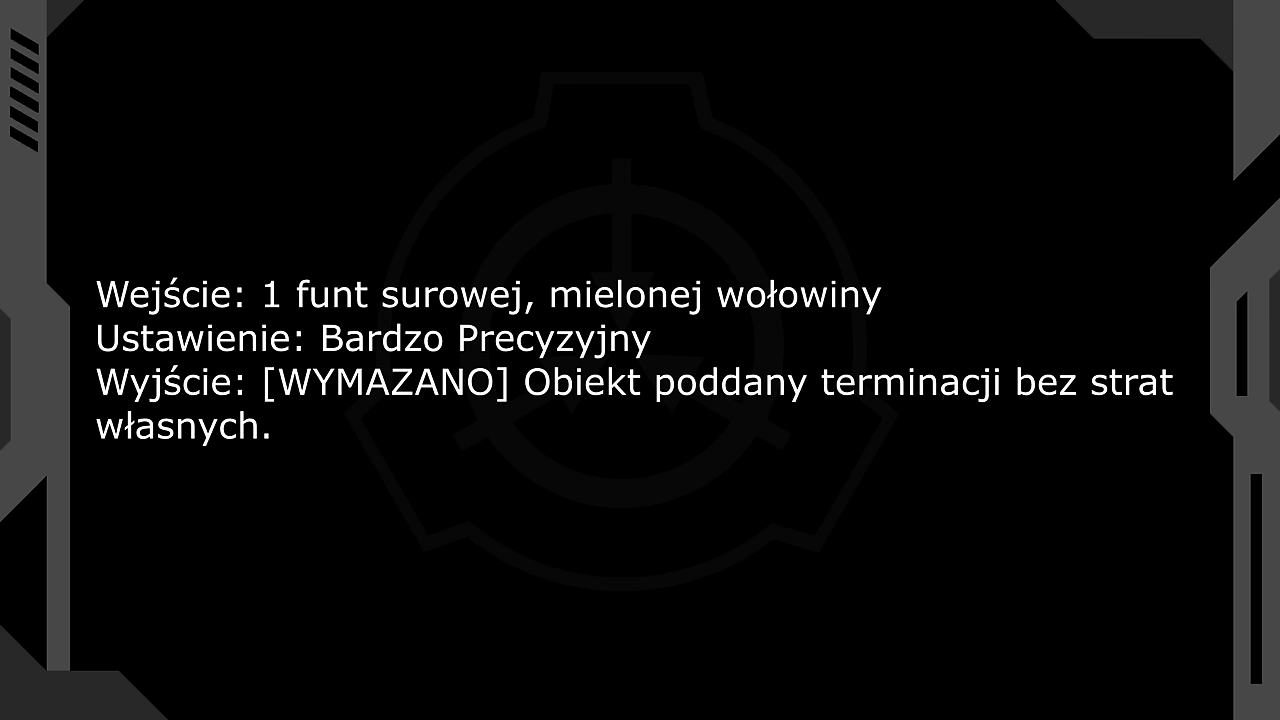 Wejście: 1 funt surowej, mielonej wołowiny
Ustawienie: Bardzo Precyzyjny
Wyjście: [WYMAZANO] Obiekt poddany terminacji bez strat
własnych.